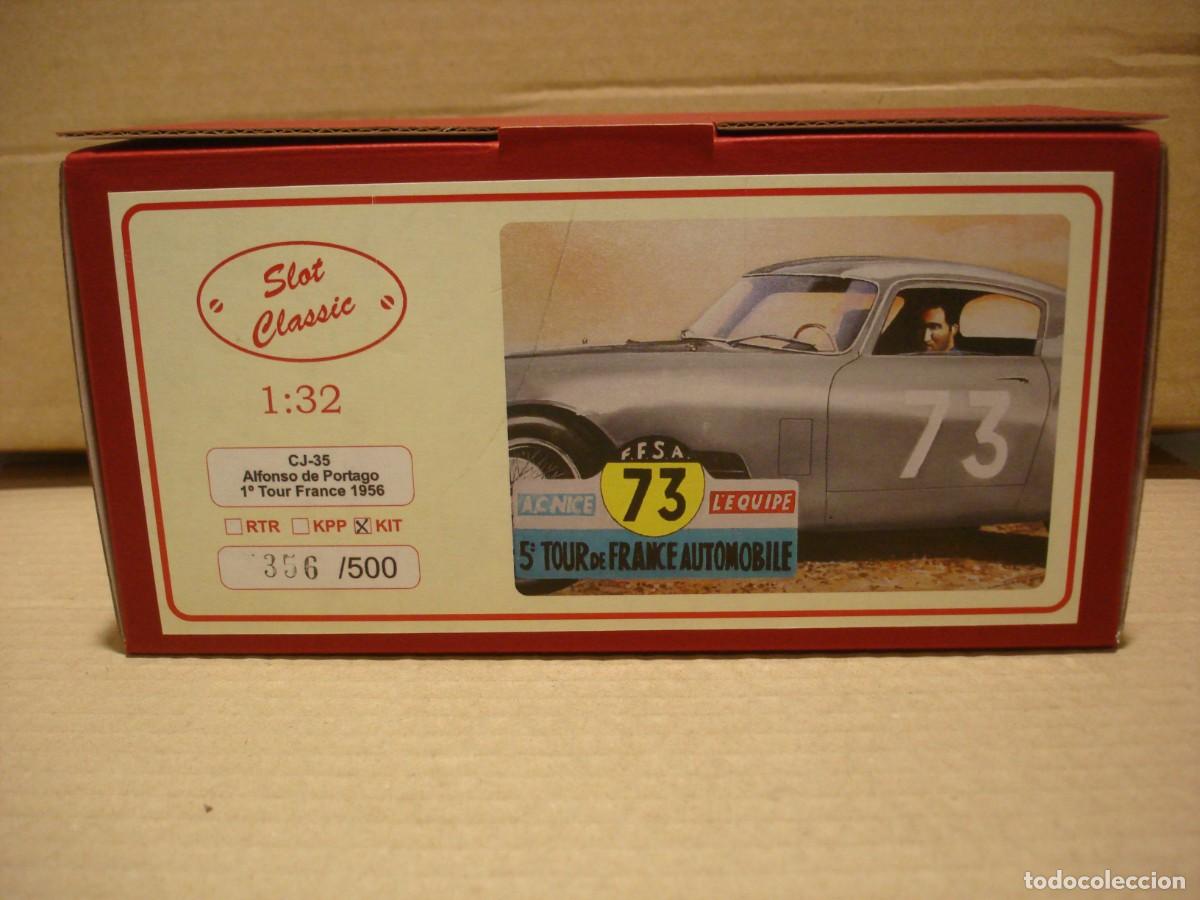 Slot
Classic
1:32
CJ-35
Alfonso de Portago
1º Tour France 1956
RTR KPP KIT
356 /500
73
F.F.S.A.
A.C-NICE 73 L'EQUIPE
5e TOUR DE FRANCE AUTOMOBILE
todocoleccion